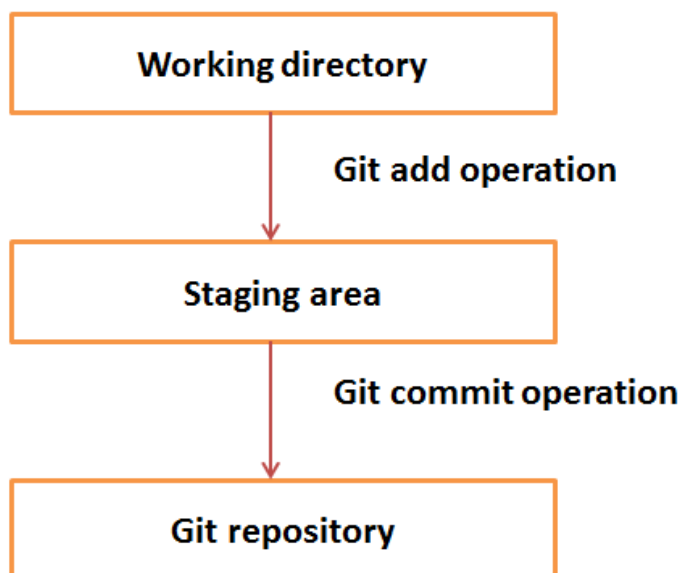 Working directory
Git add operation
Staging area
Git commit operation
Git repository